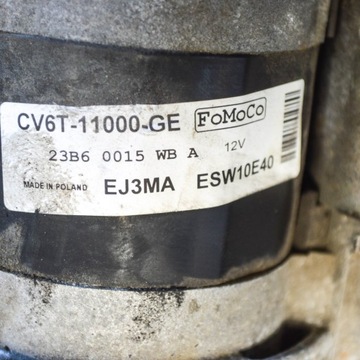 CV6T-11000-GE FoMoCo
23B6 0015 WB A 12V
MADE IN POLAND EJ3MA ESW10E40